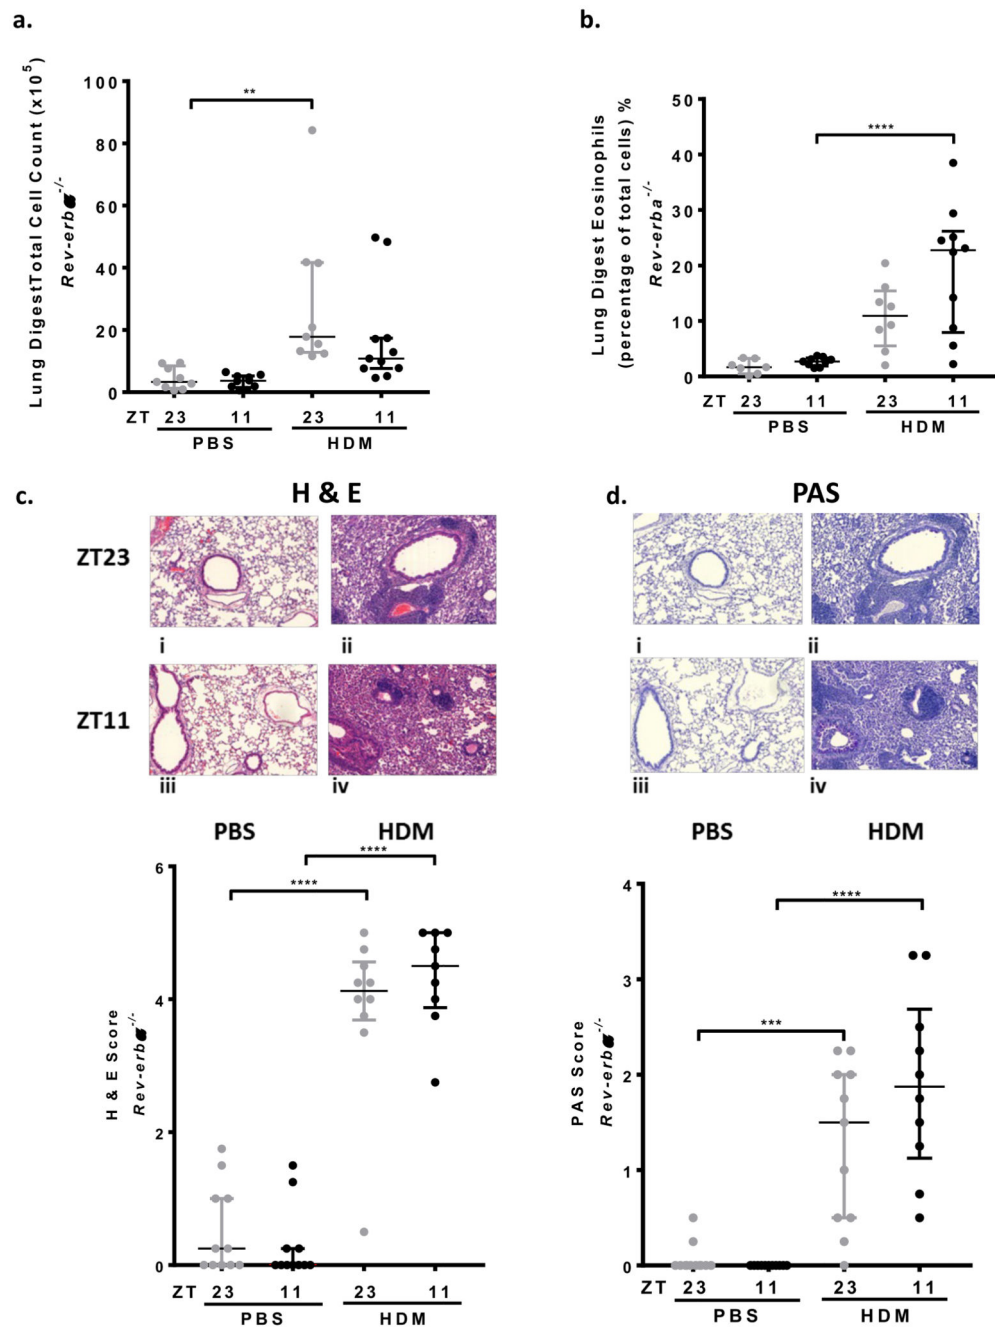 a.
Lung DigestTotal Cell Count (x10⁵)
Rev-erbα-/-
100
80
60
40
20
0
**
ZT 23 11 23 11
PBS HDM
b.
Lung Digest Eosinophils
(percentage of total cells) %
Rev-erba-/-
50
40
30
20
10
0
****
ZT 23 11 23 11
PBS HDM
c.
H & E
ZT23
i ii
ZT11
iii iv
PBS HDM
H & E Score
Rev-erbα-/-
6
4
2
0
****
****
ZT 23 11 23 11
PBS HDM
d.
PAS
i ii
iii iv
PBS HDM
PAS Score
Rev-erbα-/-
4
3
2
1
0
***
****
ZT 23 11 23 11
PBS HDM